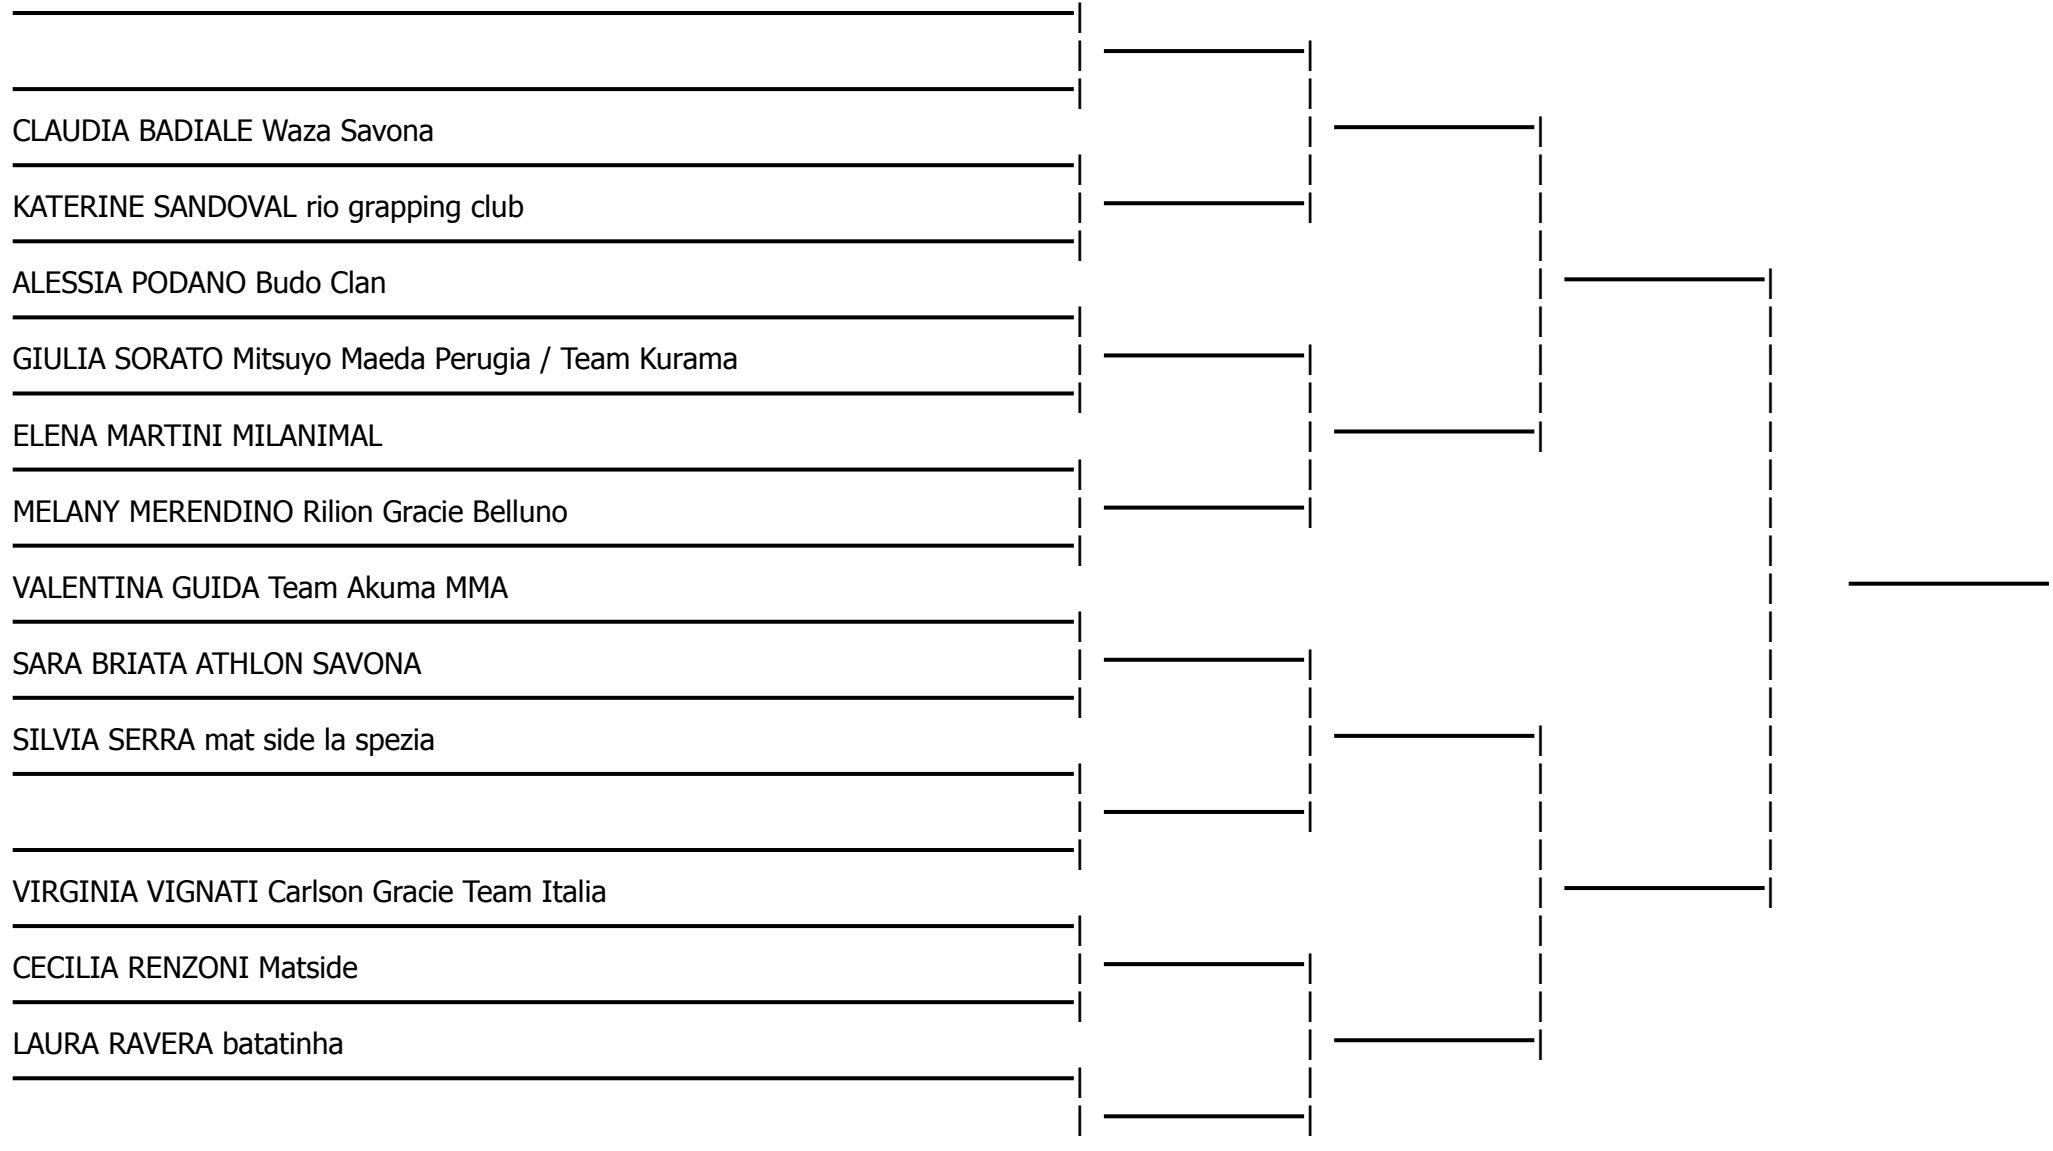 CLAUDIA BADIALE Waza Savona
KATERINE SANDOVAL rio grapping club
ALESSIA PODANO Budo Clan
GIULIA SORATO Mitsuyo Maeda Perugia / Team Kurama
ELENA MARTINI MILANIMAL
MELANY MERENDINO Rilion Gracie Belluno
VALENTINA GUIDA Team Akuma MMA
SARA BRIATA ATHLON SAVONA
SILVIA SERRA mat side la spezia
VIRGINIA VIGNATI Carlson Gracie Team Italia
CECILIA RENZONI Matside
LAURA RAVERA batatinha